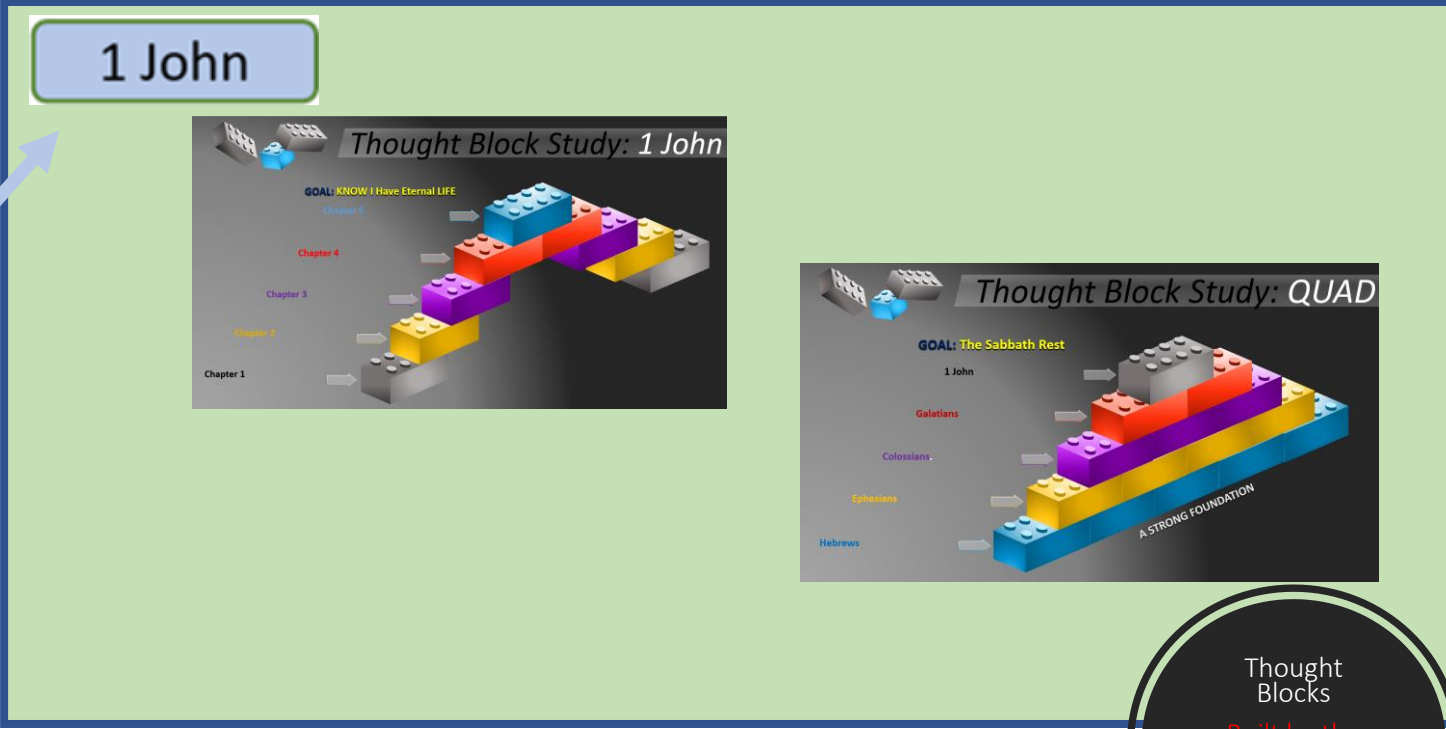 1 John
Thought Block Study: 1 John
GOAL: KNOW I Have Eternal LIFE
Chapter 5
Chapter 4
Chapter 3
Chapter 2
Chapter 1
Thought Block Study: QUAD
GOAL: The Sabbath Rest
1 John
Galatians
Colossians.
Ephesians
Hebrews
A STRONG FOUNDATION
Thought
Blocks